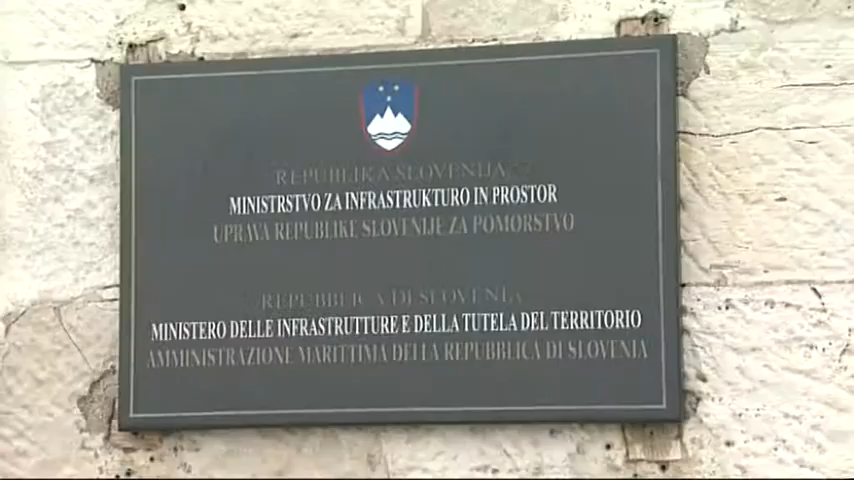 REPUBLIKA SLOVENIJA
MINISTRSTVO ZA INFRASTRUKTURO IN PROSTOR
UPRAVA REPUBLIKE SLOVENIJE ZA POMORSTVO
REPUBBLICA DI SLOVENIA
MINISTERO DELLE INFRASTRUTTURE E DELLA TUTELA DEL TERRITORIO
AMMINISTRAZIONE MARITTIMA DELLA REPUBBLICA DI SLOVENIA